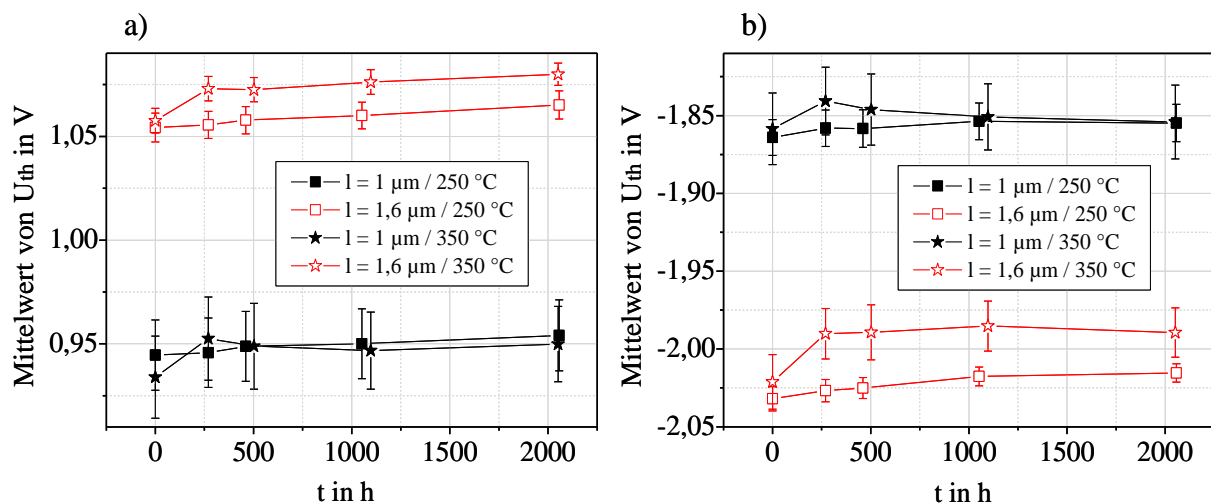 a)
Mittelwert von Uth in V
1,05
1,00
0,95
l = 1 µm / 250 °C
l = 1,6 µm / 250 °C
l = 1 µm / 350 °C
l = 1,6 µm / 350 °C
0
500
1000
1500
2000
t in h
b)
Mittelwert von Uth in V
-1,85
-1,90
-1,95
-2,00
-2,05
l = 1 µm / 250 °C
l = 1,6 µm / 250 °C
l = 1 µm / 350 °C
l = 1,6 µm / 350 °C
0
500
1000
1500
2000
t in h